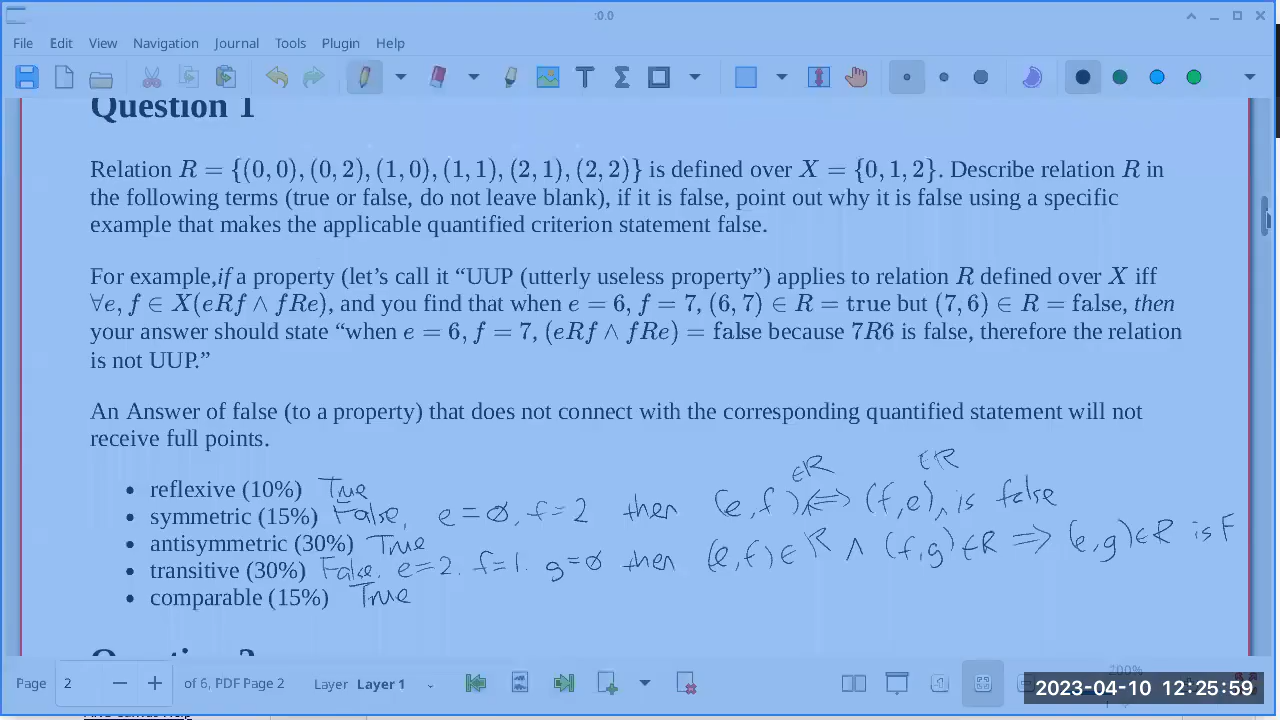 :0.0
File Edit View Navigation Journal Tools Plugin Help
Question 1
Relation R = {(0, 0), (0, 2), (1, 0), (1, 1), (2, 1), (2, 2)} is defined over X = {0, 1, 2}. Describe relation R in
the following terms (true or false, do not leave blank), if it is false, point out why it is false using a specific
example that makes the applicable quantified criterion statement false.
For example,if a property (let's call it “UUP (utterly useless property”) applies to relation R defined over X iff
∀e, f ∈ X(eRf ∧ fRe), and you find that when e = 6, f = 7, (6, 7) ∈ R = true but (7, 6) ∈ R = false, then
your answer should state “when e = 6, f = 7, (eRf ∧ fRe) = false because 7R6 is false, therefore the relation
is not UUP.”
An Answer of false (to a property) that does not connect with the corresponding quantified statement will not
receive full points.
∈R ∈R
• reflexive (10%) True
• symmetric (15%) False, e=∅, f=2 then (e,f) ⟺ (f,e), is false
• antisymmetric (30%) True
• transitive (30%) False. e=2. f=1. g=∅ then (e,f)∈R ∧ (f,g)∈R ⟹ (e,g)∈R is F
• comparable (15%) True
Page 2 of 6, PDF Page 2 Layer Layer 1
200%
2023-04-10 12:25:59